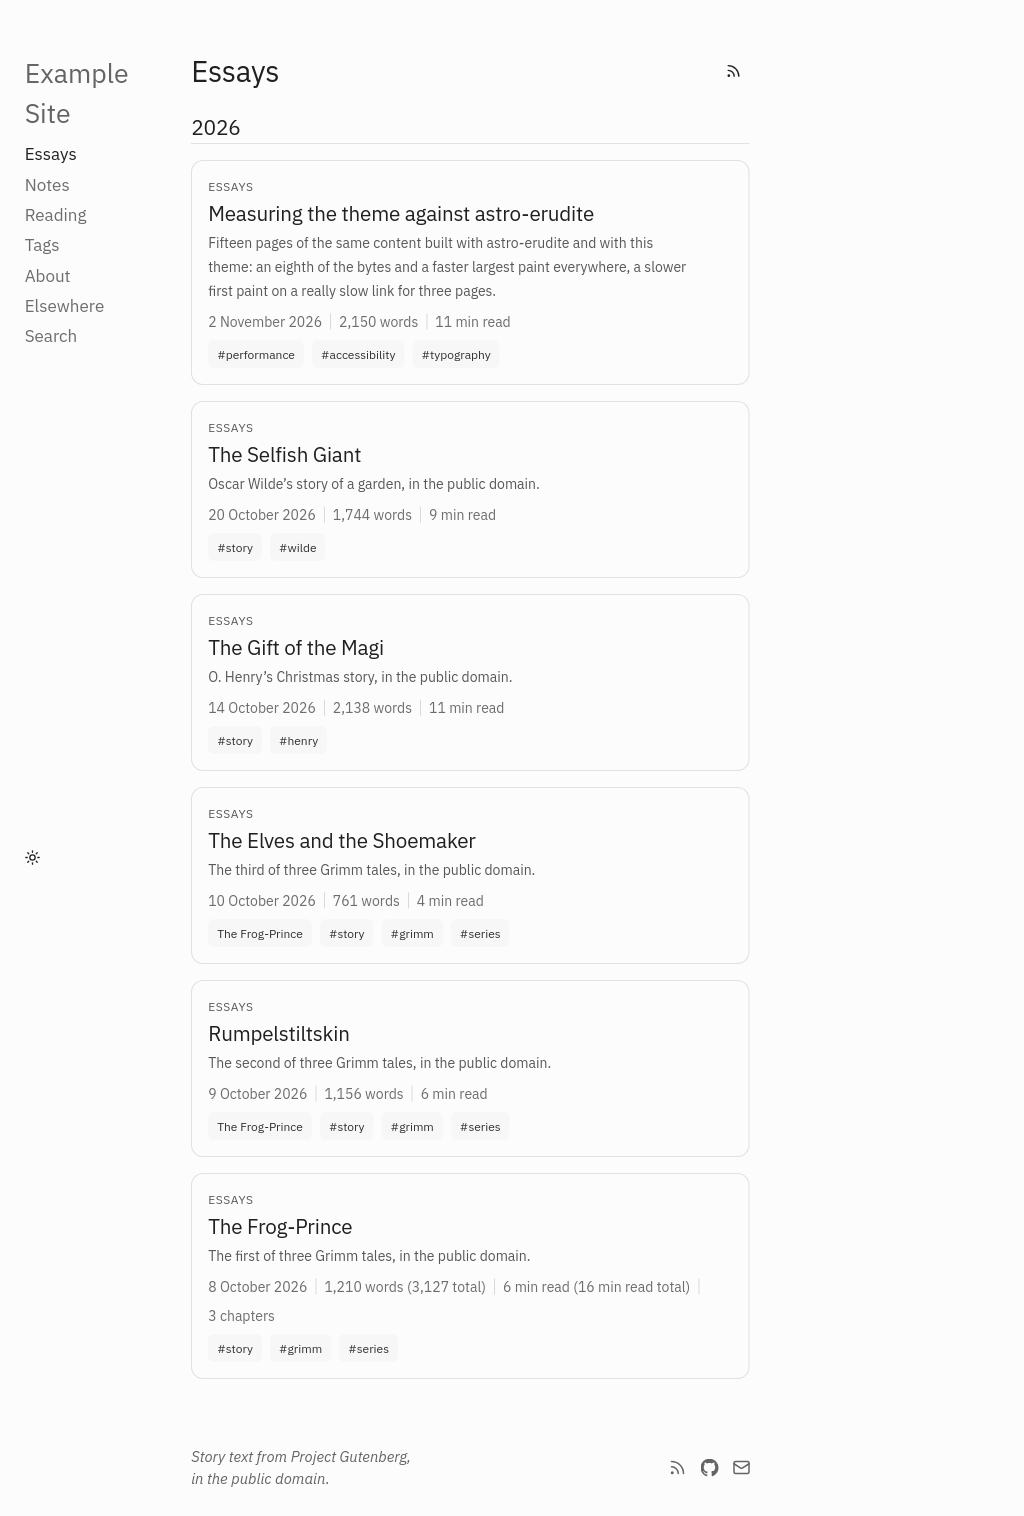 Example
Site
Essays
Notes
Reading
Tags
About
Elsewhere
Search
Essays
2026
ESSAYS
Measuring the theme against astro-erudite
Fifteen pages of the same content built with astro-erudite and with this
theme: an eighth of the bytes and a faster largest paint everywhere, a slower
first paint on a really slow link for three pages.
2 November 2026 | 2,150 words | 11 min read
#performance #accessibility #typography
ESSAYS
The Selfish Giant
Oscar Wilde’s story of a garden, in the public domain.
20 October 2026 | 1,744 words | 9 min read
#story #wilde
ESSAYS
The Gift of the Magi
O. Henry’s Christmas story, in the public domain.
14 October 2026 | 2,138 words | 11 min read
#story #henry
ESSAYS
The Elves and the Shoemaker
The third of three Grimm tales, in the public domain.
10 October 2026 | 761 words | 4 min read
The Frog-Prince #story #grimm #series
ESSAYS
Rumpelstiltskin
The second of three Grimm tales, in the public domain.
9 October 2026 | 1,156 words | 6 min read
The Frog-Prince #story #grimm #series
ESSAYS
The Frog-Prince
The first of three Grimm tales, in the public domain.
8 October 2026 | 1,210 words (3,127 total) | 6 min read (16 min read total) |
3 chapters
#story #grimm #series
Story text from Project Gutenberg,
in the public domain.